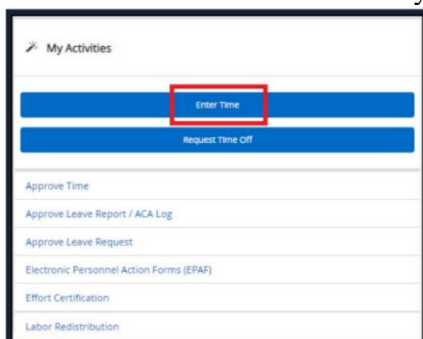 My Activities
Enter Time
Request Time Off
Approve Time
Approve Leave Report / ACA Log
Approve Leave Request
Electronic Personnel Action Forms (EPAF)
Effort Certification
Labor Redistribution